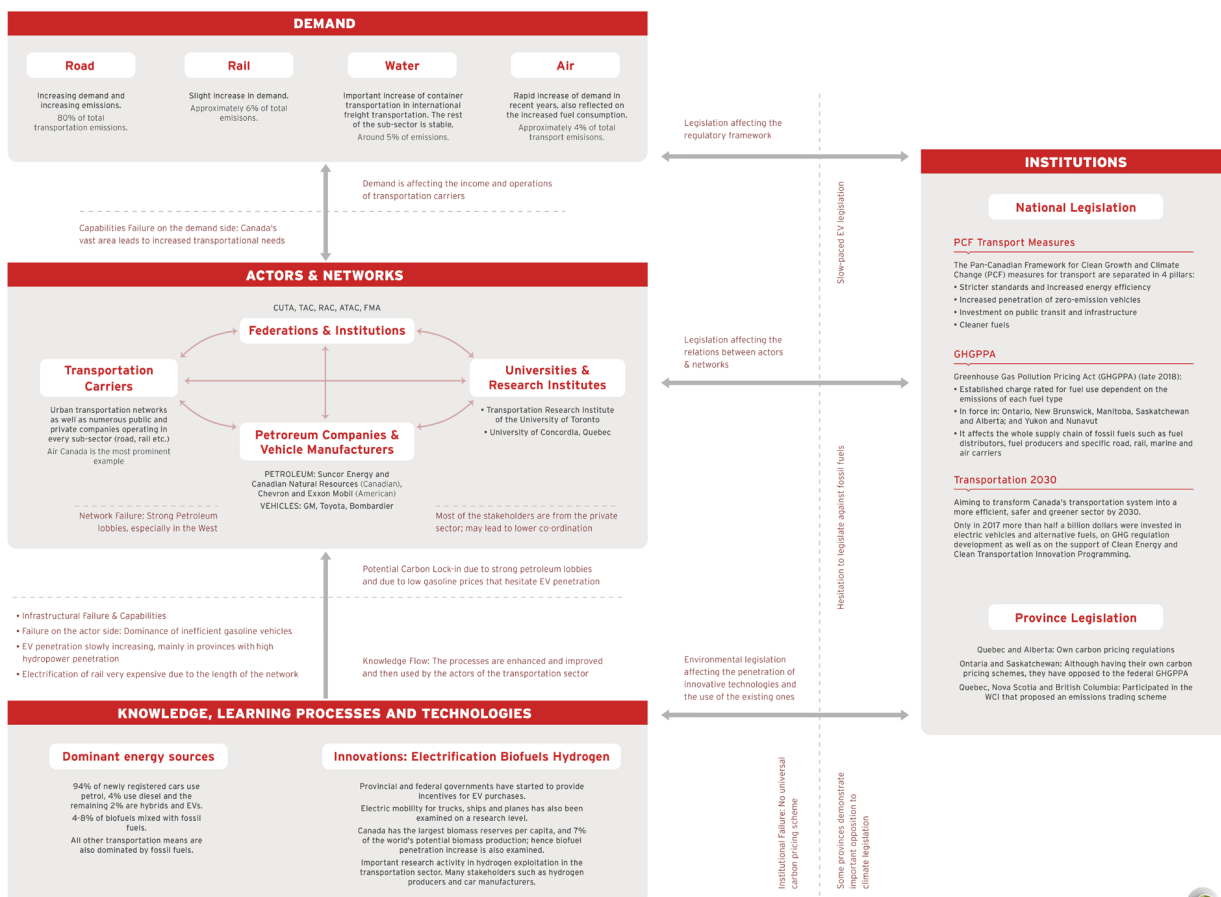 DEMAND
Road
Increasing demand and
increasing emissions.
80% of total
transportation emissions.
Rail
Slight increase in demand.
Approximately 6% of total
emisisons.
Water
Important increase of container
transportation in international
freight transportation. The rest
of the sub-sector is stable.
Around 5% of emissions.
Air
Rapid increase of demand in
recent years, also reflected on
the increased fuel consumption.
Approximately 4% of total
transport emisisons.
Demand is affecting the income and operations
of transportation carriers
Capabilities Failure on the demand side: Canada's
vast area leads to increased transportational needs
ACTORS & NETWORKS
CUTA, TAC, RAC, ATAC, FMA
Federations & Institutions
Transportation
Carriers
Urban transportation networks
as well as numerous public and
private companies operating in
every sub-sector (road, rail etc.)
Air Canada is the most prominent
example
Universities &
Research Institutes
• Transportation Research Institute
of the University of Toronto
• University of Concordia, Quebec
Petroreum Companies &
Vehicle Manufacturers
PETROLEUM: Suncor Energy and
Canadian Natural Resources (Canadian),
Chevron and Exxon Mobil (American)
VEHICLES: GM, Toyota, Bombardier
Network Failure: Strong Petroleum
lobbies, especially in the West
Most of the stakeholders are from the private
sector; may lead to lower co-ordination
Potential Carbon Lock-in due to strong petroleum lobbies
and due to low gasoline prices that hesitate EV penetration
• Infrastructural Failure & Capabilities
• Failure on the actor side: Dominance of inefficient gasoline vehicles
• EV penetration slowly increasing, mainly in provinces with high
hydropower penetration
• Electrification of rail very expensive due to the length of the network
Knowledge Flow: The processes are enhanced and improved
and then used by the actors of the transportation sector
KNOWLEDGE, LEARNING PROCESSES AND TECHNOLOGIES
Dominant energy sources
94% of newly registered cars use
petrol, 4% use diesel and the
remaining 2% are hybrids and EVs.
4-8% of biofuels mixed with fossil
fuels.
All other transportation means are
also dominated by fossil fuels.
Innovations: Electrification Biofuels Hydrogen
Provincial and federal governments have started to provide
incentives for EV purchases.
Electric mobility for trucks, ships and planes has also been
examined on a research level.
Canada has the largest biomass reserves per capita, and 7%
of the world's potential biomass production; hence biofuel
penetration increase is also examined.
Important research activity in hydrogen exploitation in the
transportation sector. Many stakeholders such as hydrogen
producers and car manufacturers.
Legislation affecting the
regulatory framework
Slow-paced EV legislation
Legislation affecting the
relations between actors
& networks
Hesitation to legislate against fossil fuels
Environmental legislation
affecting the penetration of
innovative technologies and
the use of the existing ones
Institutional Failure: No universal
carbon pricing scheme
Some provinces demonstrate
important opposition to
climate legislation
INSTITUTIONS
National Legislation
PCF Transport Measures
The Pan-Canadian Framework for Clean Growth and Climate
Change (PCF) measures for transport are separated in 4 pillars:
• Stricter standards and increased energy efficiency
• Increased penetration of zero-emission vehicles
• Investment on public transit and infrastructure
• Cleaner fuels
GHGPPA
Greenhouse Gas Pollution Pricing Act (GHGPPA) (late 2018):
• Established charge rated for fuel use dependent on the
emissions of each fuel type
• In force in: Ontario, New Brunswick, Manitoba, Saskatchewan
and Alberta; and Yukon and Nunavut
• It affects the whole supply chain of fossil fuels such as fuel
distributors, fuel producers and specific road, rail, marine and
air carriers
Transportation 2030
Aiming to transform Canada's transportation system into a
more efficient, safer and greener sector by 2030.
Only in 2017 more than half a billion dollars were invested in
electric vehicles and alternative fuels, on GHG regulation
development as well as on the support of Clean Energy and
Clean Transportation Innovation Programming.
Province Legislation
Quebec and Alberta: Own carbon pricing regulations
Ontaria and Saskatchewan: Although having their own carbon
pricing schemes, they have opposed to the federal GHGPPA
Quebec, Nova Scotia and British Columbia: Participated in the
WCI that proposed an emissions trading scheme